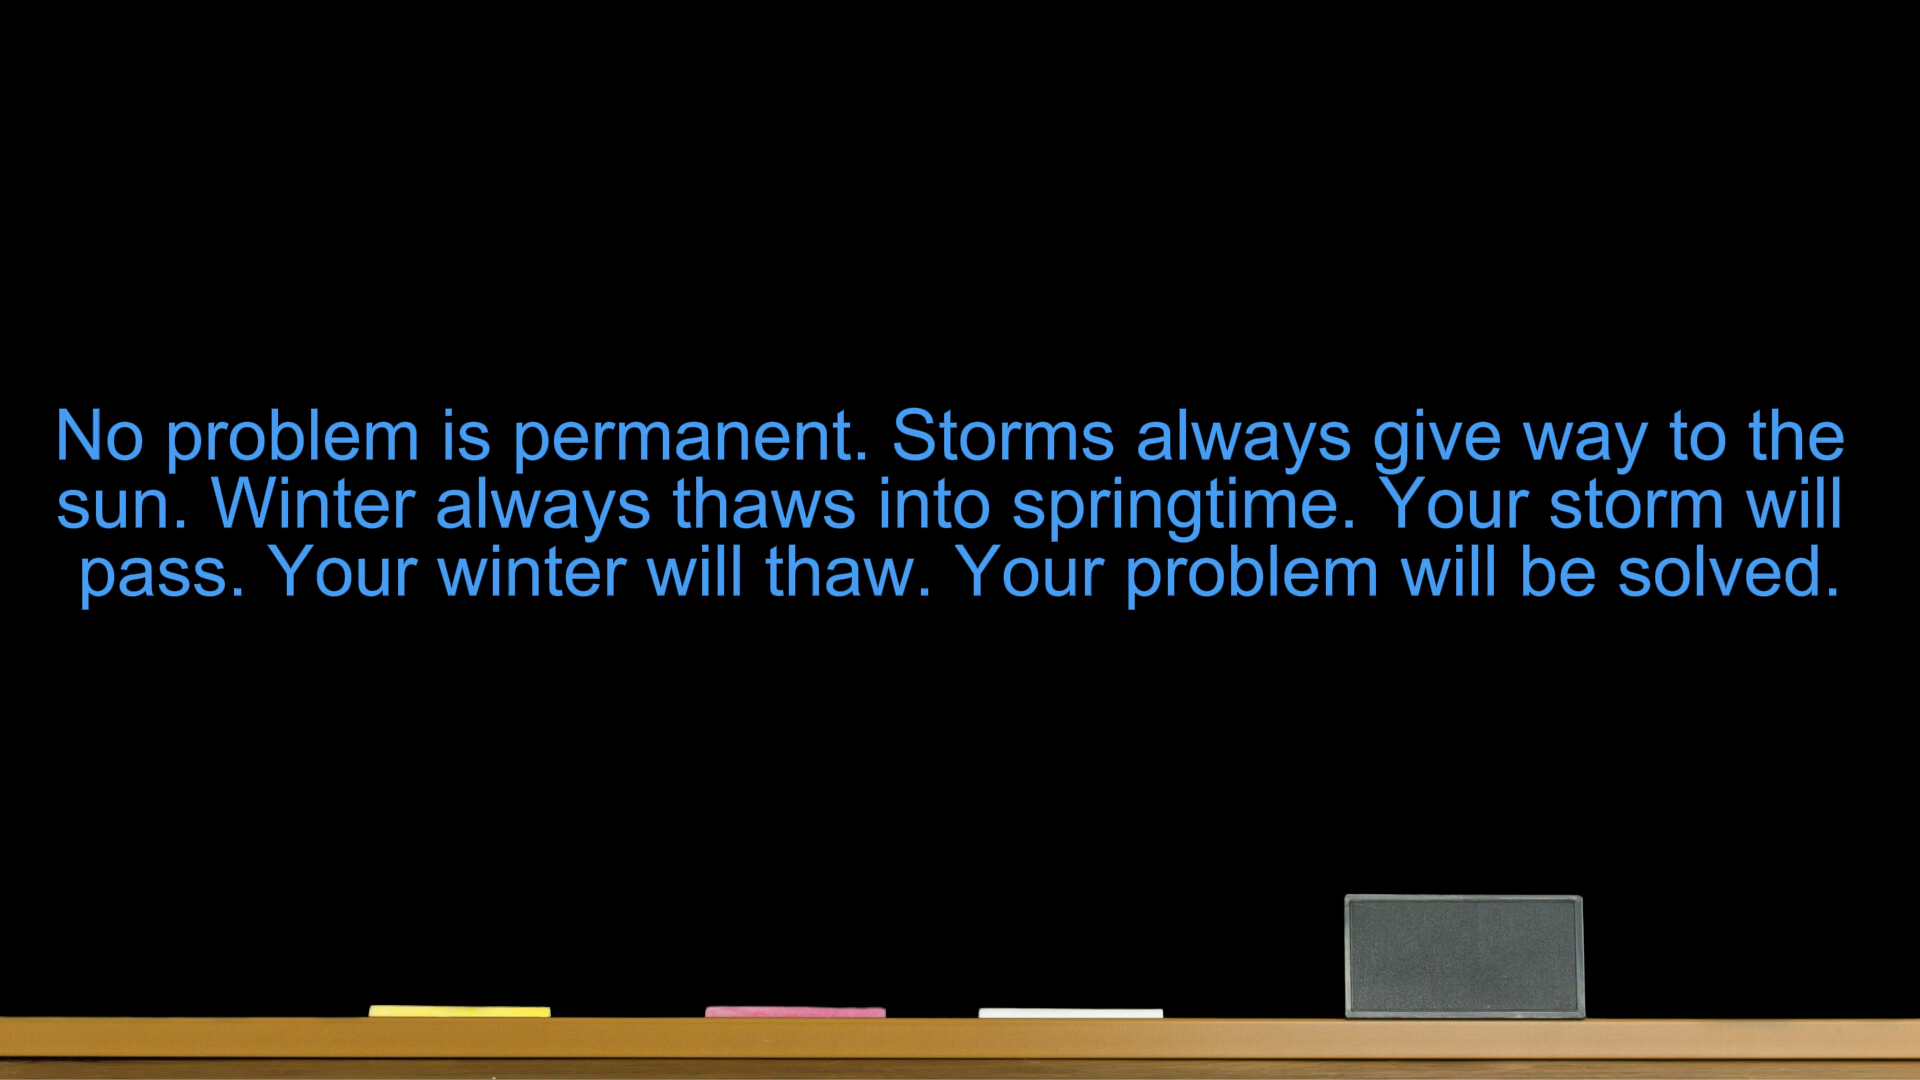 No problem is permanent. Storms always give way to the
sun. Winter always thaws into springtime. Your storm will
pass. Your winter will thaw. Your problem will be solved.